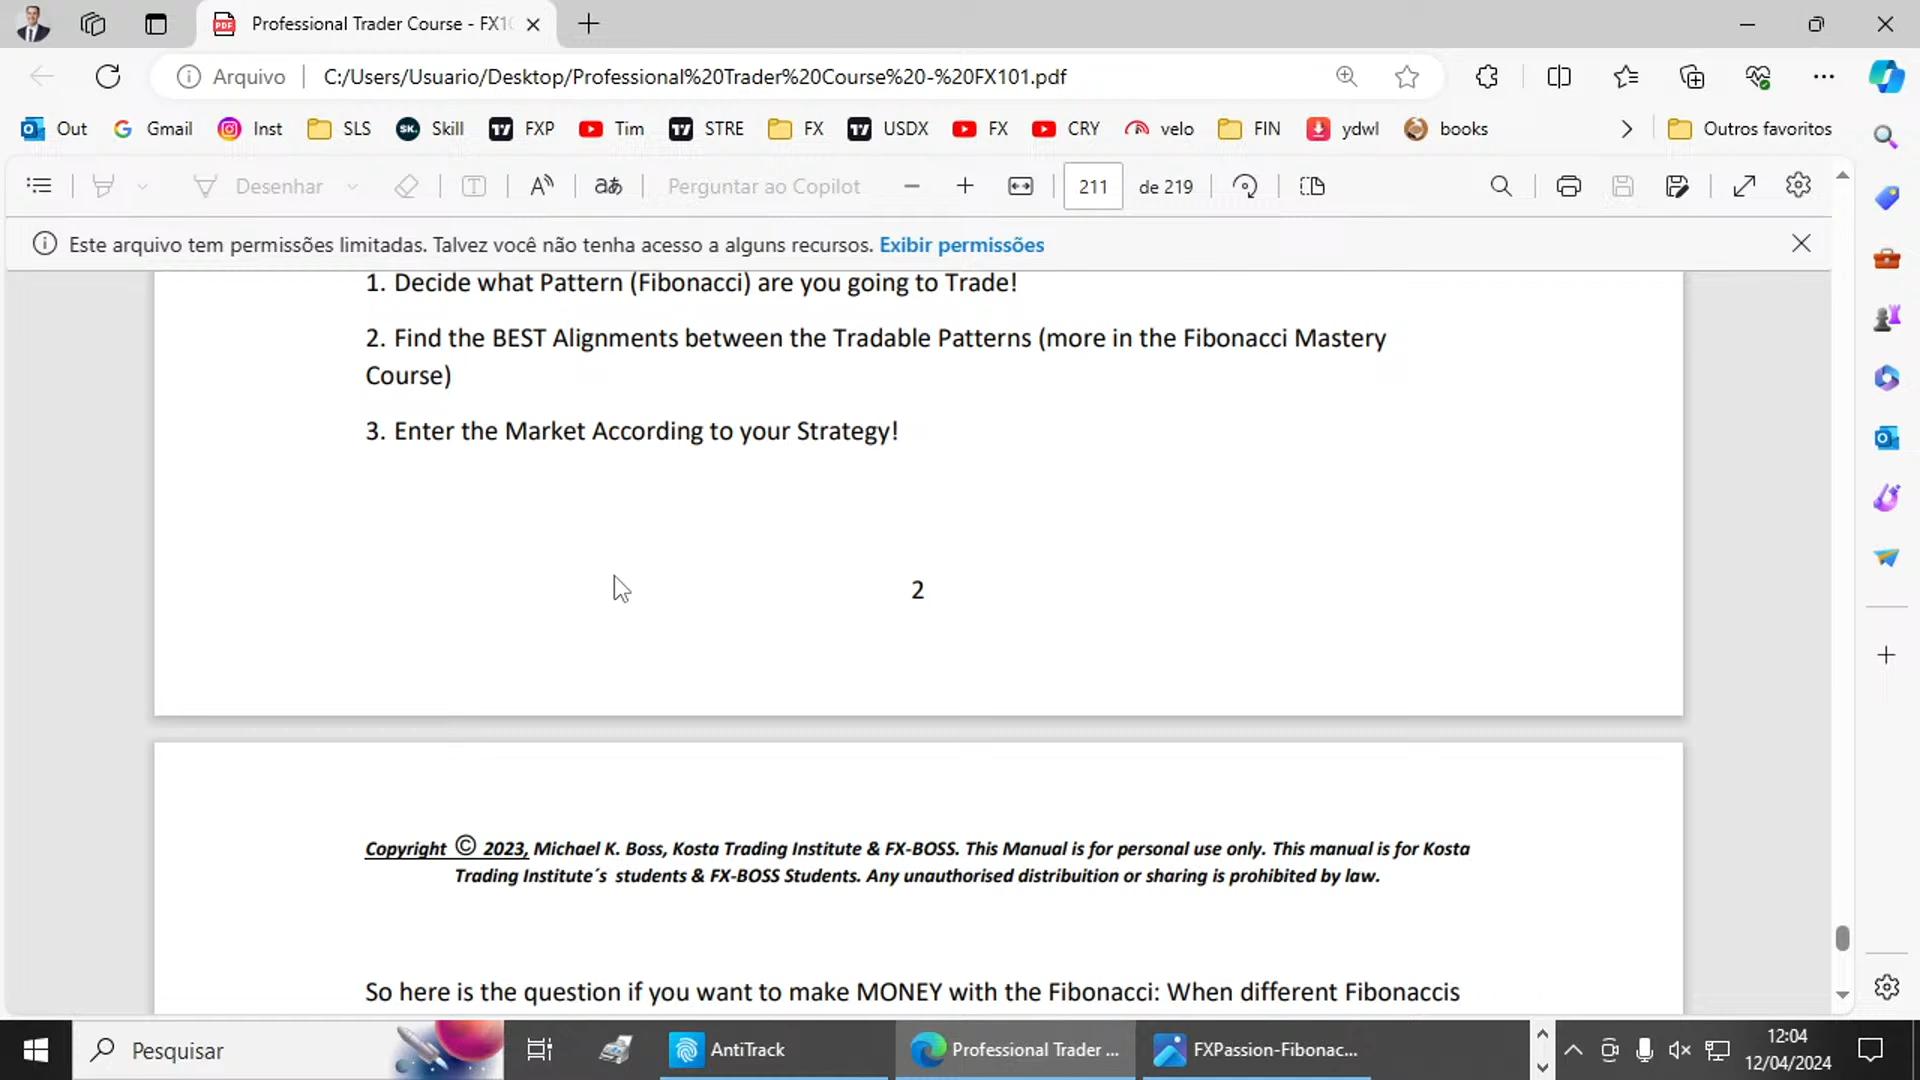 Professional Trader Course - FX10
Arquivo
C:/Users/Usuario/Desktop/Professional%20Trader%20Course%20-%20FX101.pdf
Out Gmail Inst SLS Skill FXP Tim STRE FX USDX FX CRY velo FIN ydwl books Outros favoritos
Desenhar Perguntar ao Copilot 211 de 219
Este arquivo tem permissões limitadas. Talvez você não tenha acesso a alguns recursos. Exibir permissões
1. Decide what Pattern (Fibonacci) are you going to Trade!
2. Find the BEST Alignments between the Tradable Patterns (more in the Fibonacci Mastery
Course)
3. Enter the Market According to your Strategy!
2
Copyright © 2023, Michael K. Boss, Kosta Trading Institute & FX-BOSS. This Manual is for personal use only. This manual is for Kosta
Trading Institute´s students & FX-BOSS Students. Any unauthorised distribuition or sharing is prohibited by law.
So here is the question if you want to make MONEY with the Fibonacci: When different Fibonaccis
Pesquisar
AntiTrack
Professional Trader ...
FXPassion-Fibonac...
12:04
12/04/2024